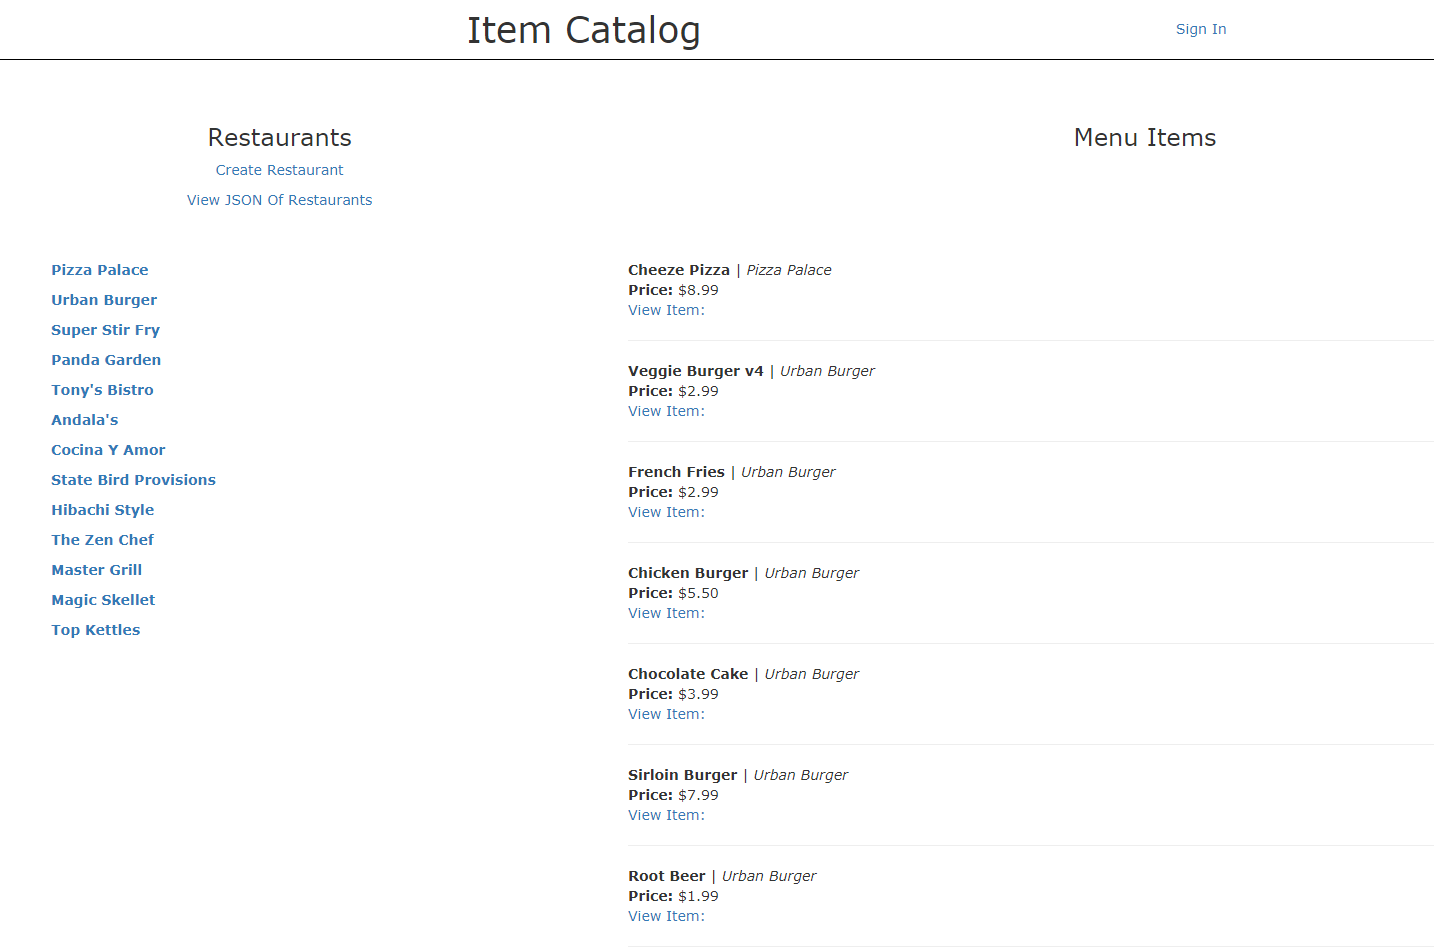 Item Catalog
Sign In
Restaurants
Create Restaurant
View JSON Of Restaurants
Pizza Palace
Urban Burger
Super Stir Fry
Panda Garden
Tony's Bistro
Andala's
Cocina Y Amor
State Bird Provisions
Hibachi Style
The Zen Chef
Master Grill
Magic Skellet
Top Kettles
Menu Items
Cheeze Pizza | Pizza Palace
Price: $8.99
View Item:
Veggie Burger v4 | Urban Burger
Price: $2.99
View Item:
French Fries | Urban Burger
Price: $2.99
View Item:
Chicken Burger | Urban Burger
Price: $5.50
View Item:
Chocolate Cake | Urban Burger
Price: $3.99
View Item:
Sirloin Burger | Urban Burger
Price: $7.99
View Item:
Root Beer | Urban Burger
Price: $1.99
View Item: